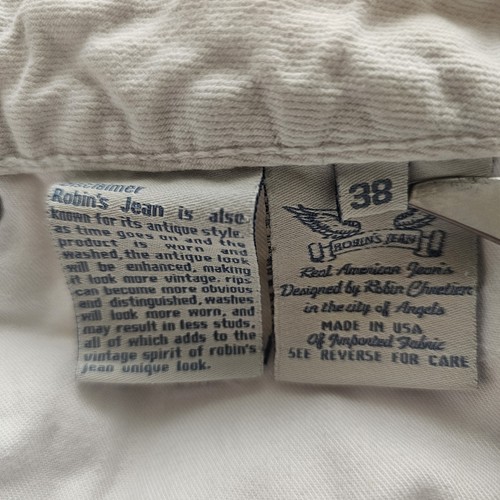 Disclaimer
Robin's Jean is also
known for its antique style.
as time goes on and the
product is worn and
washed, the antique look
will be enhanced, making
it look more vintage. rips
can become more obvious
and distinguished, washes
will look more worn, and
may result in less studs.
all of which adds to the
vintage spirit of robin's
jean unique look.
38
ROBIN'S JEAN
Real American Jean's
Designed by Robin Chretien
in the city of Angels
MADE IN USA
Of Imported Fabric
SEE REVERSE FOR CARE